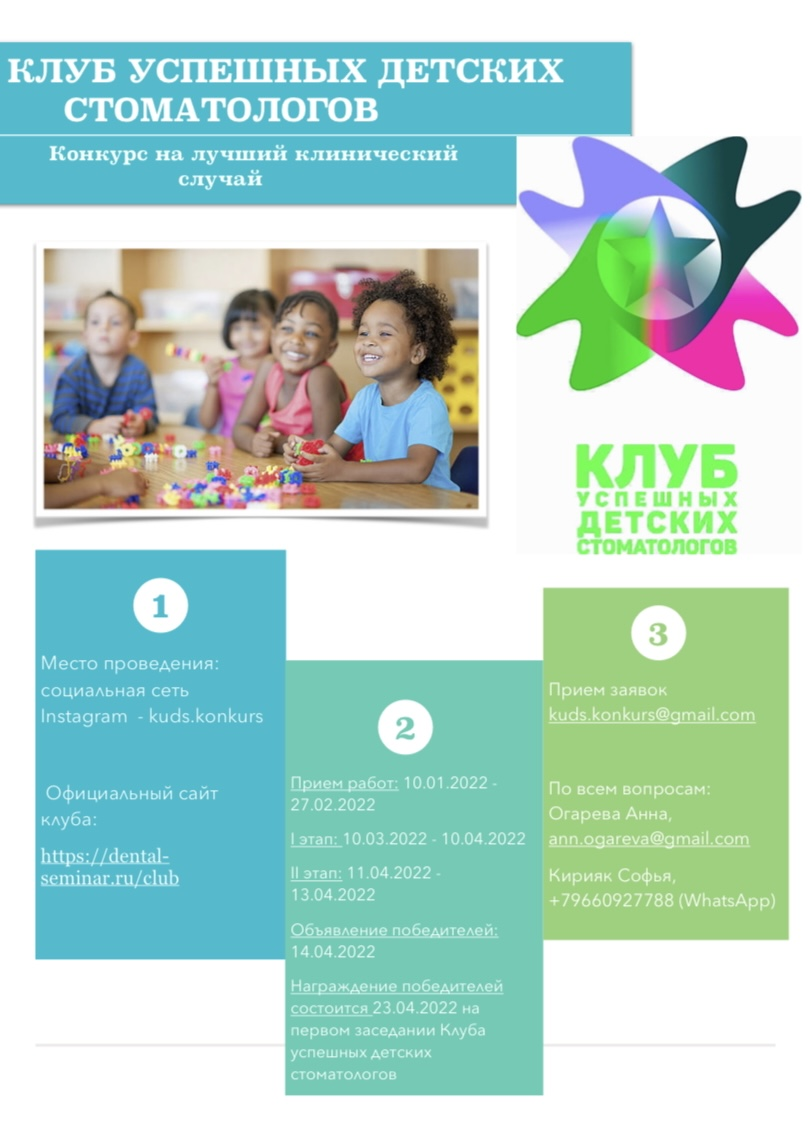 КЛУБ УСПЕШНЫХ ДЕТСКИХ
СТОМАТОЛОГОВ
Конкурс на лучший клинический
случай
КЛУБ
УСПЕШНЫХ
ДЕТСКИХ
СТОМАТОЛОГОВ
1
Место проведения:
социальная сеть
Instagram - kuds.konkurs
Официальный сайт
клуба:
https://dental-
seminar.ru/club
2
Прием работ: 10.01.2022 -
27.02.2022
I этап: 10.03.2022 - 10.04.2022
II этап: 11.04.2022 -
13.04.2022
Объявление победителей:
14.04.2022
Награждение победителей
состоится 23.04.2022 на
первом заседании Клуба
успешных детских
стоматологов
3
Прием заявок
kuds.konkurs@gmail.com
По всем вопросам:
Огарева Анна,
ann.ogareva@gmail.com
Кирияк Софья,
+79660927788 (WhatsApp)